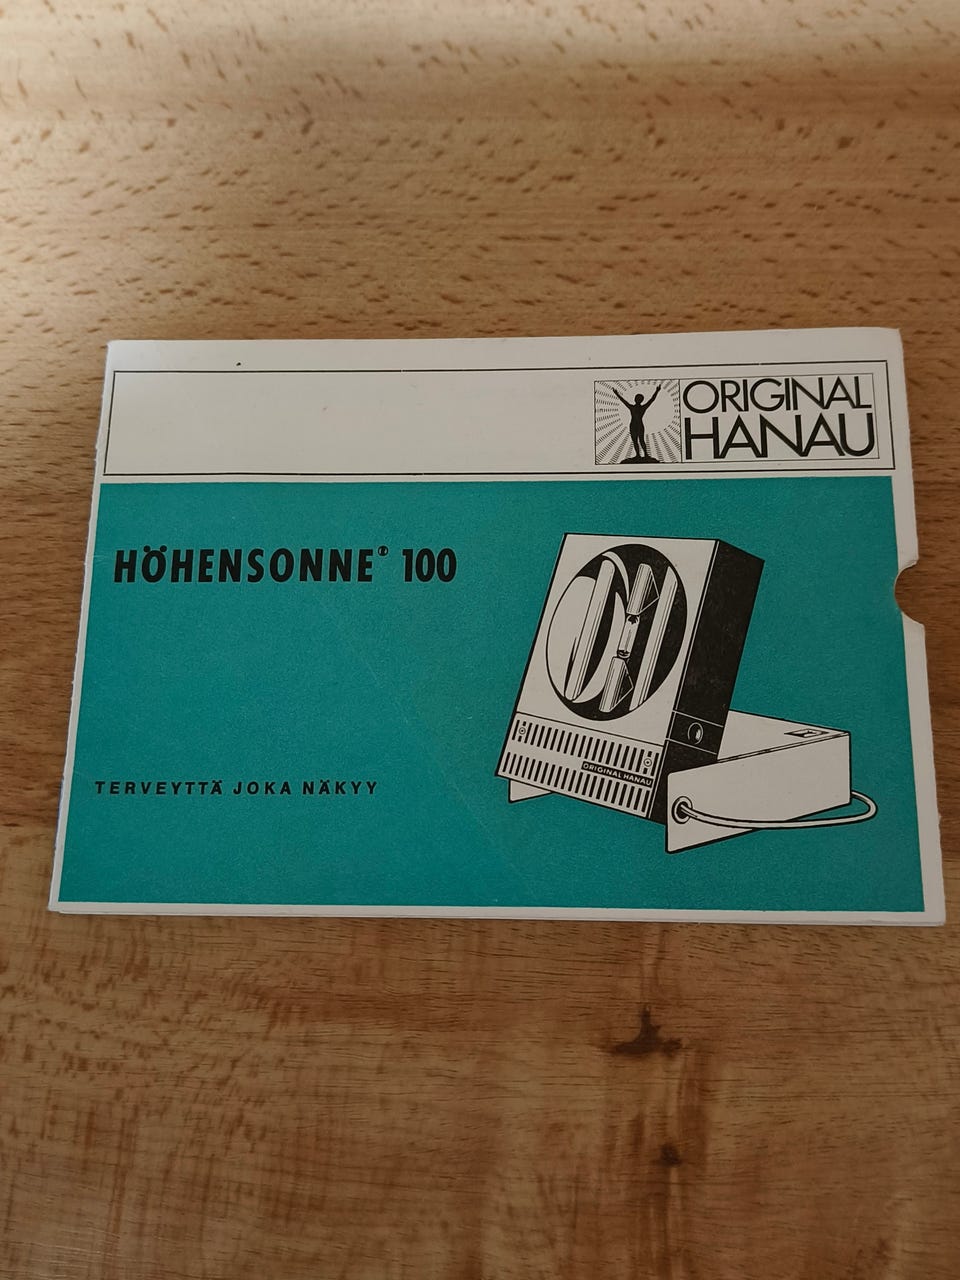 ORIGINAL
HANAU
HÖHENSONNE® 100
TERVEYTTÄ JOKA NÄKYY
ORIGINAL HANAU